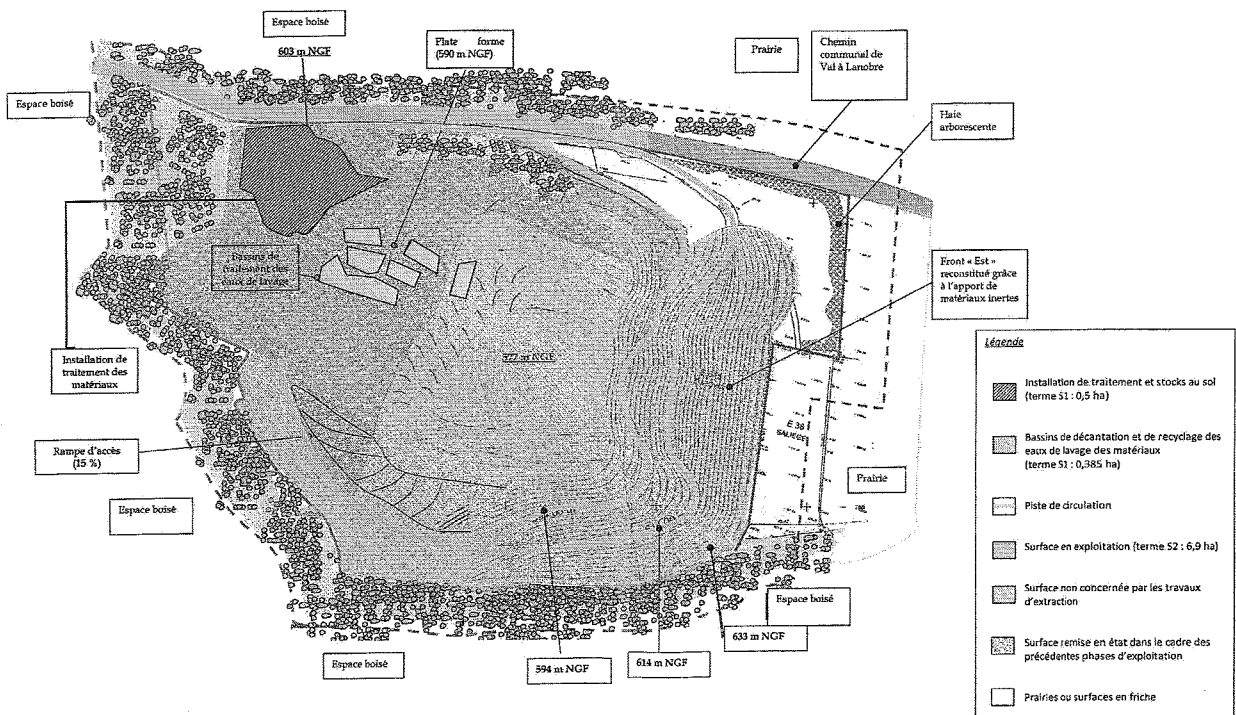 Espace boisé
603 m NGF
Plate forme
(590 m NGF)
Prairie
Chemin
communal de
Val à Lanobre
Espace boisé
Haie
arborescente
Bassins de
traitement des
eaux de lavage
Front « Est »
reconstitué grâce
à l'apport de
matériaux inertes
Installation de
traitement des
matériaux
577 m NGF
E 36
Rampe d'accès
(15 %)
Prairie
Espace boisé
Espace boisé
633 m NGF
Espace boisé
594 m NGF
614 m NGF
Légende
Installation de traitement et stocks au sol
(terme S1 : 0,5 ha)
Bassins de décantation et de recyclage des
eaux de lavage des matériaux
(terme S1 : 0,385 ha)
Piste de circulation
Surface en exploitation (terme S2 : 6,9 ha)
Surface non concernée par les travaux
d'extraction
Surface remise en état dans le cadre des
précédentes phases d'exploitation
Prairies ou surfaces en friche